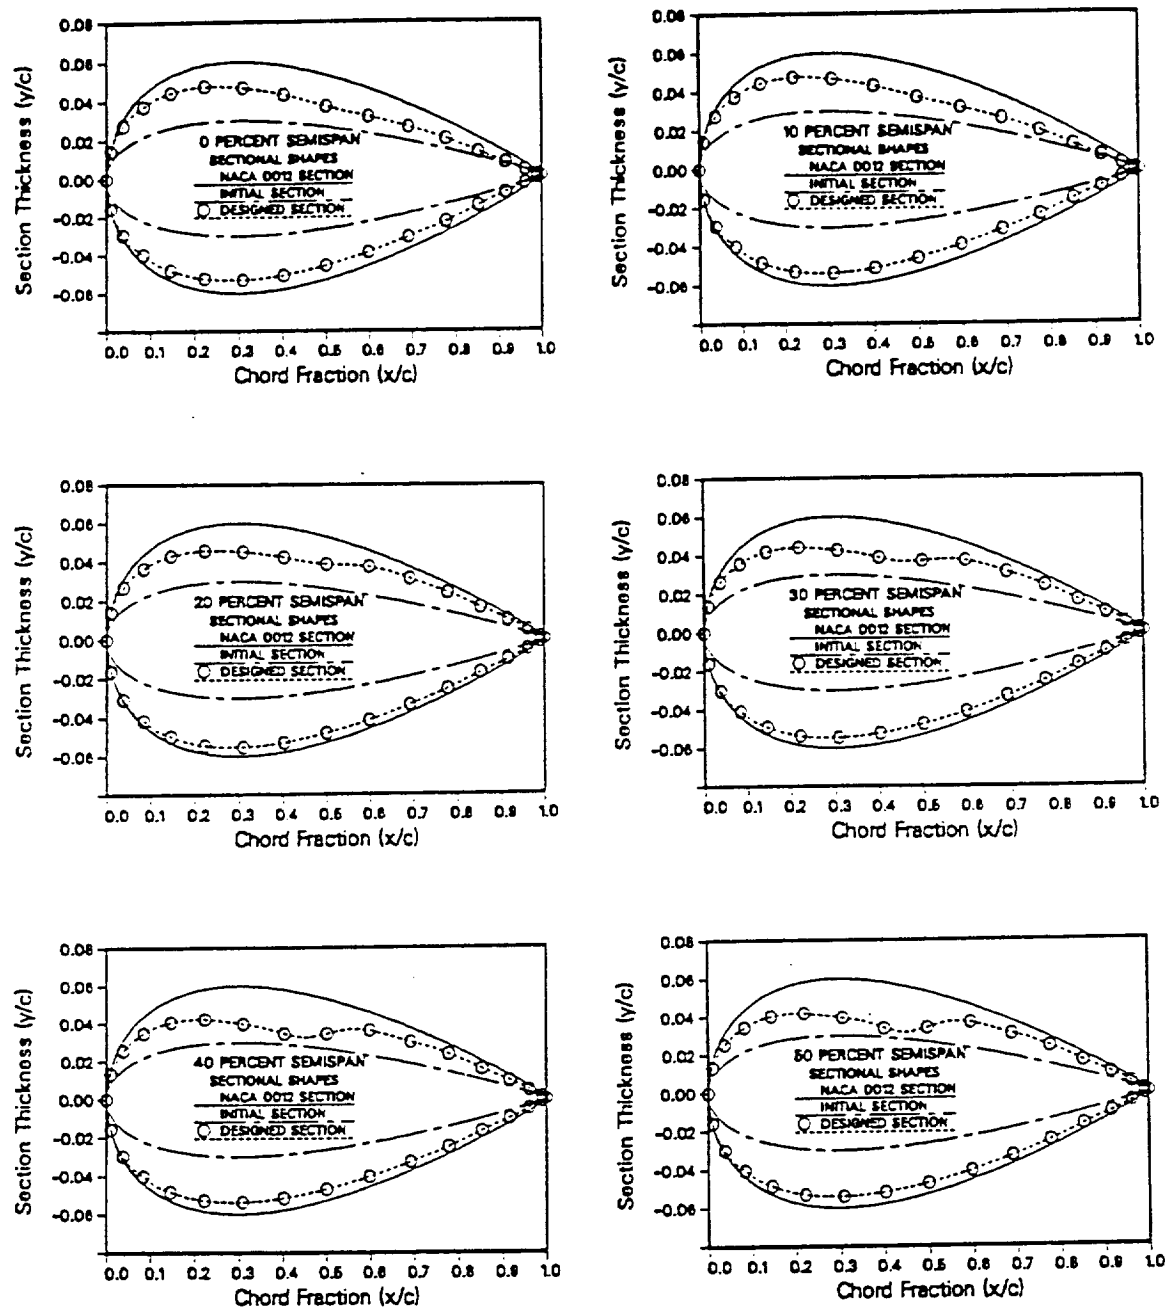 0.08
0.06
0.04
0.02
0.00
-0.02
-0.04
-0.06
Section Thickness (y/c)
0 PERCENT SEMISPAN
SECTIONAL SHAPES
NACA 0012 SECTION
INITIAL SECTION
DESIGNED SECTION
0.0 0.1 0.2 0.3 0.4 0.5 0.6 0.7 0.8 0.9 1.0
Chord Fraction (x/c)
0.08
0.06
0.04
0.02
0.00
-0.02
-0.04
-0.06
Section Thickness (y/c)
10 PERCENT SEMISPAN
SECTIONAL SHAPES
NACA 0012 SECTION
INITIAL SECTION
DESIGNED SECTION
0.0 0.1 0.2 0.3 0.4 0.5 0.6 0.7 0.8 0.9 1.0
Chord Fraction (x/c)
0.08
0.06
0.04
0.02
0.00
-0.02
-0.04
-0.06
Section Thickness (y/c)
20 PERCENT SEMISPAN
SECTIONAL SHAPES
NACA 0012 SECTION
INITIAL SECTION
DESIGNED SECTION
0.0 0.1 0.2 0.3 0.4 0.5 0.6 0.7 0.8 0.9 1.0
Chord Fraction (x/c)
0.08
0.06
0.04
0.02
0.00
-0.02
-0.04
-0.06
Section Thickness (y/c)
30 PERCENT SEMISPAN
SECTIONAL SHAPES
NACA 0012 SECTION
INITIAL SECTION
DESIGNED SECTION
0.0 0.1 0.2 0.3 0.4 0.5 0.6 0.7 0.8 0.9 1.0
Chord Fraction (x/c)
0.08
0.06
0.04
0.02
0.00
-0.02
-0.04
-0.06
Section Thickness (y/c)
40 PERCENT SEMISPAN
SECTIONAL SHAPES
NACA 0012 SECTION
INITIAL SECTION
DESIGNED SECTION
0.0 0.1 0.2 0.3 0.4 0.5 0.6 0.7 0.8 0.9 1.0
Chord Fraction (x/c)
0.08
0.06
0.04
0.02
0.00
-0.02
-0.04
-0.06
Section Thickness (y/c)
50 PERCENT SEMISPAN
SECTIONAL SHAPES
NACA 0012 SECTION
INITIAL SECTION
DESIGNED SECTION
0.0 0.1 0.2 0.3 0.4 0.5 0.6 0.7 0.8 0.9 1.0
Chord Fraction (x/c)